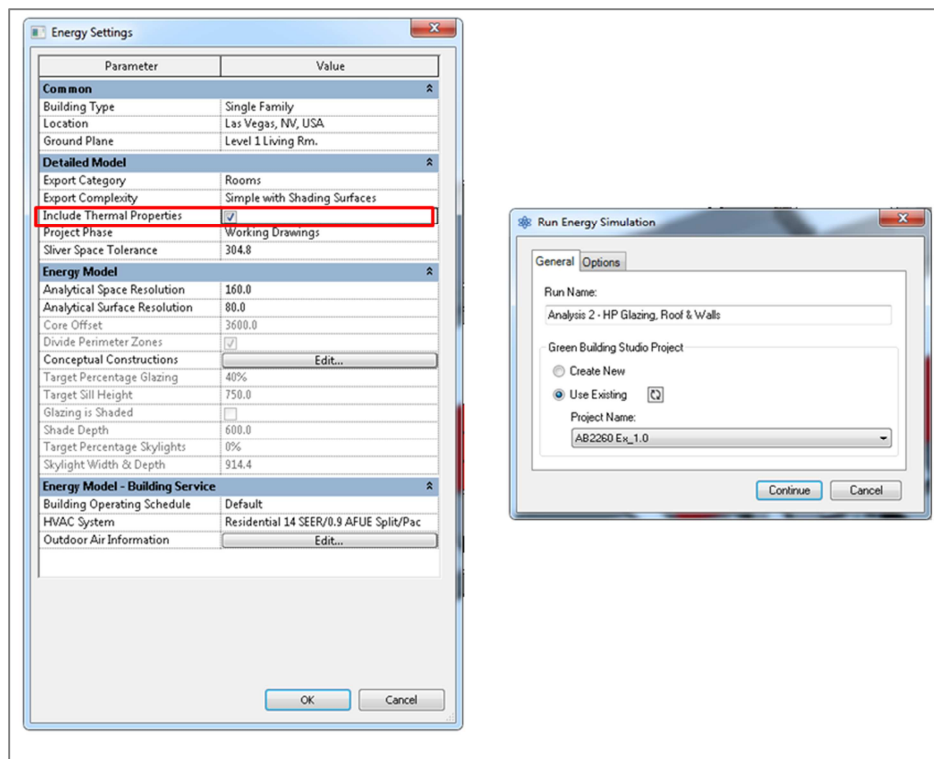 Energy Settings
Parameter Value
Common
Building Type Single Family
Location Las Vegas, NV, USA
Ground Plane Level 1 Living Rm.
Detailed Model
Export Category Rooms
Export Complexity Simple with Shading Surfaces
Include Thermal Properties
Project Phase Working Drawings
Sliver Space Tolerance 304.8
Energy Model
Analytical Space Resolution 160.0
Analytical Surface Resolution 80.0
Core Offset 3600.0
Divide Perimeter Zones
Conceptual Constructions Edit...
Target Percentage Glazing 40%
Target Sill Height 750.0
Glazing is Shaded
Shade Depth 600.0
Target Percentage Skylights 0%
Skylight Width & Depth 914.4
Energy Model - Building Service
Building Operating Schedule Default
HVAC System Residential 14 SEER/0.9 AFUE Split/Pac
Outdoor Air Information Edit...
OK Cancel
Run Energy Simulation
General Options
Run Name:
Analysis 2 - HP Glazing, Roof & Walls
Green Building Studio Project
Create New
Use Existing
Project Name:
AB2260 Ex_1.0
Continue Cancel